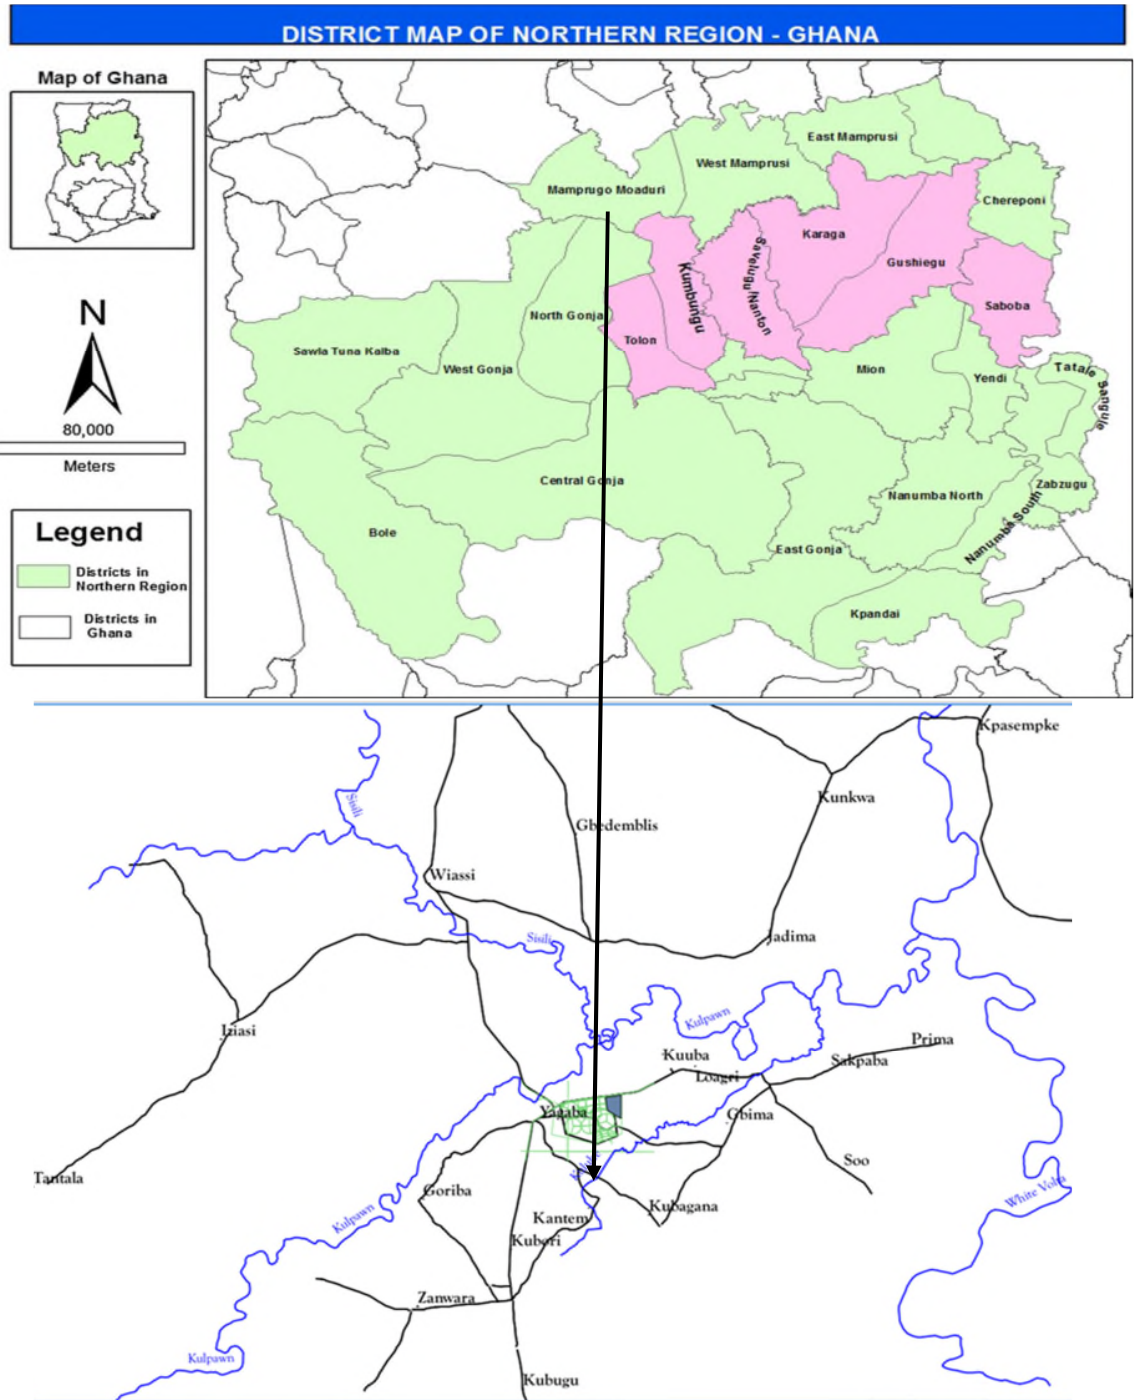 DISTRICT MAP OF NORTHERN REGION - GHANA
Map of Ghana
N
80,000
Meters
Legend
Districts in
Northern Region
Districts in
Ghana
East Mamprusi
West Mamprusi
Mamprugo Moaduri
Chereponi
Karaga
Savelugu/Nanton
Gushiegu
Kumbungu
Saboba
North Gonja
Tolon
Sawla Tuna Kalba
West Gonja
Mion
Yendi
Tatale Sangule
Central Gonja
Zabzugu
Nanumba North
Nanumba South
Bole
East Gonja
Kpandai
Kpasempke
Sisili
Kunkwa
Gbedemblis
Wiassi
Sisili
Jadima
Kulpawn
Iziasi
Prima
Kuuba
Sakpaba
Loagri
Yagaba
Gbima
Soo
Tantala
Goriba
White Volta
Kubagana
Kulpawn
Kantem
Kubori
Zanwara
Kulpawn
Kubugu